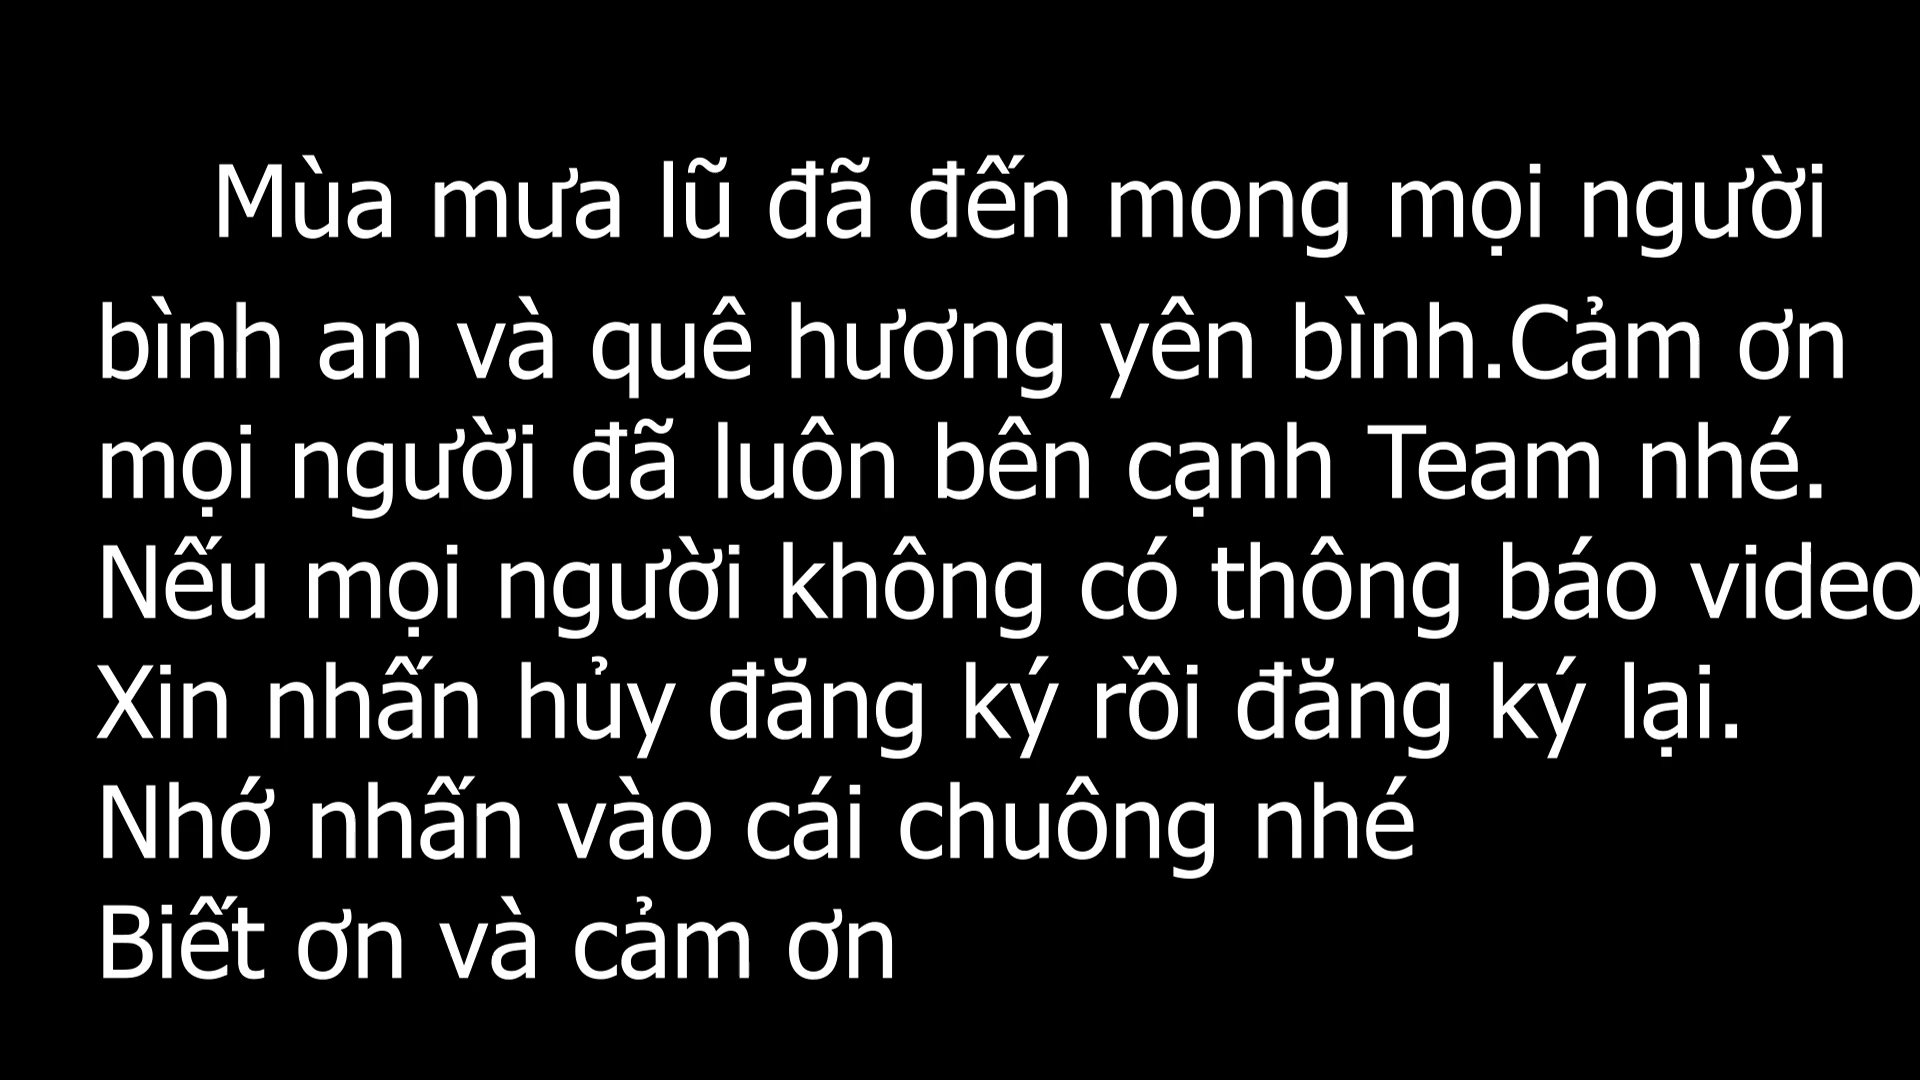 Mùa mưa lũ đã đến mong mọi người
bình an và quê hương yên bình.Cảm ơn
mọi người đã luôn bên cạnh Team nhé.
Nếu mọi người không có thông báo video
Xin nhấn hủy đăng ký rồi đăng ký lại.
Nhớ nhấn vào cái chuông nhé
Biết ơn và cảm ơn